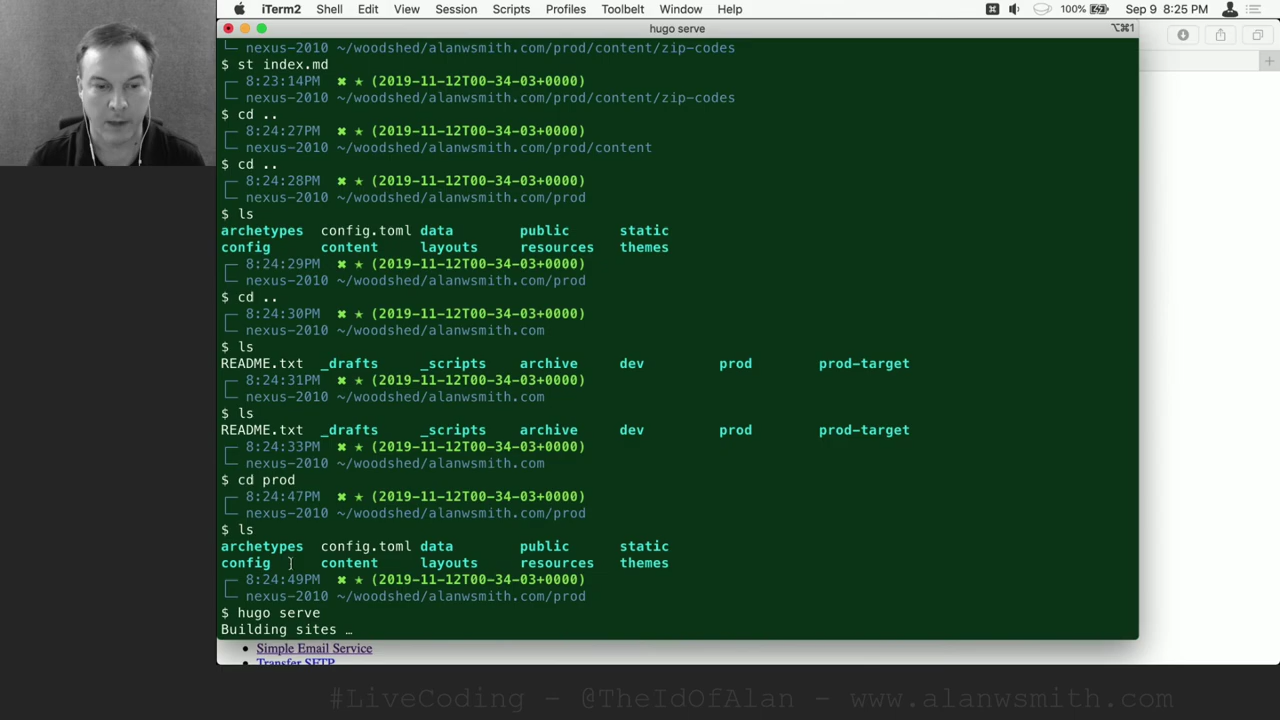 iTerm2 Shell Edit View Session Scripts Profiles Toolbelt Window Help 100% Sep 9 8:25 PM
hugo serve ⌥⌘1
nexus-2010 ~/woodshed/alanwsmith.com/prod/content/zip-codes
$ st index.md
8:23:14PM ✖ ★ (2019-11-12T00-34-03+0000)
nexus-2010 ~/woodshed/alanwsmith.com/prod/content/zip-codes
$ cd ..
8:24:27PM ✖ ★ (2019-11-12T00-34-03+0000)
nexus-2010 ~/woodshed/alanwsmith.com/prod/content
$ cd ..
8:24:28PM ✖ ★ (2019-11-12T00-34-03+0000)
nexus-2010 ~/woodshed/alanwsmith.com/prod
$ ls
archetypes config.toml data public static
config content layouts resources themes
8:24:29PM ✖ ★ (2019-11-12T00-34-03+0000)
nexus-2010 ~/woodshed/alanwsmith.com/prod
$ cd ..
8:24:30PM ✖ ★ (2019-11-12T00-34-03+0000)
nexus-2010 ~/woodshed/alanwsmith.com
$ ls
README.txt _drafts _scripts archive dev prod prod-target
8:24:31PM ✖ ★ (2019-11-12T00-34-03+0000)
nexus-2010 ~/woodshed/alanwsmith.com
$ ls
README.txt _drafts _scripts archive dev prod prod-target
8:24:33PM ✖ ★ (2019-11-12T00-34-03+0000)
nexus-2010 ~/woodshed/alanwsmith.com
$ cd prod
8:24:47PM ✖ ★ (2019-11-12T00-34-03+0000)
nexus-2010 ~/woodshed/alanwsmith.com/prod
$ ls
archetypes config.toml data public static
config content layouts resources themes
8:24:49PM ✖ ★ (2019-11-12T00-34-03+0000)
nexus-2010 ~/woodshed/alanwsmith.com/prod
$ hugo serve
Building sites …
Simple Email Service
Transfer SFTP
#LiveCoding - @TheIdOfAlan - www.alanwsmith.com